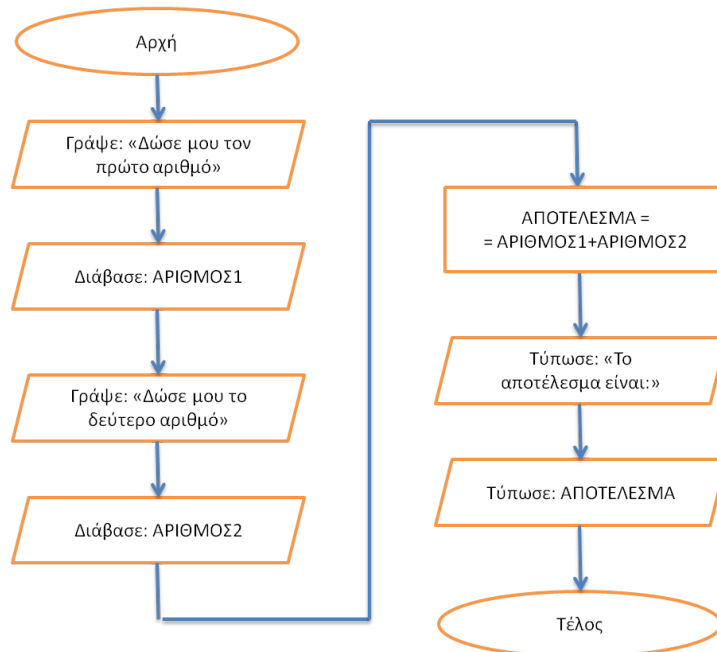 Αρχή
Γράψε: «Δώσε μου τον
πρώτο αριθμό»
Διάβασε: ΑΡΙΘΜΟΣ1
Γράψε: «Δώσε μου το
δεύτερο αριθμό»
Διάβασε: ΑΡΙΘΜΟΣ2
ΑΠΟΤΕΛΕΣΜΑ =
= ΑΡΙΘΜΟΣ1+ΑΡΙΘΜΟΣ2
Τύπωσε: «Το
αποτέλεσμα είναι:»
Τύπωσε: ΑΠΟΤΕΛΕΣΜΑ
Τέλος